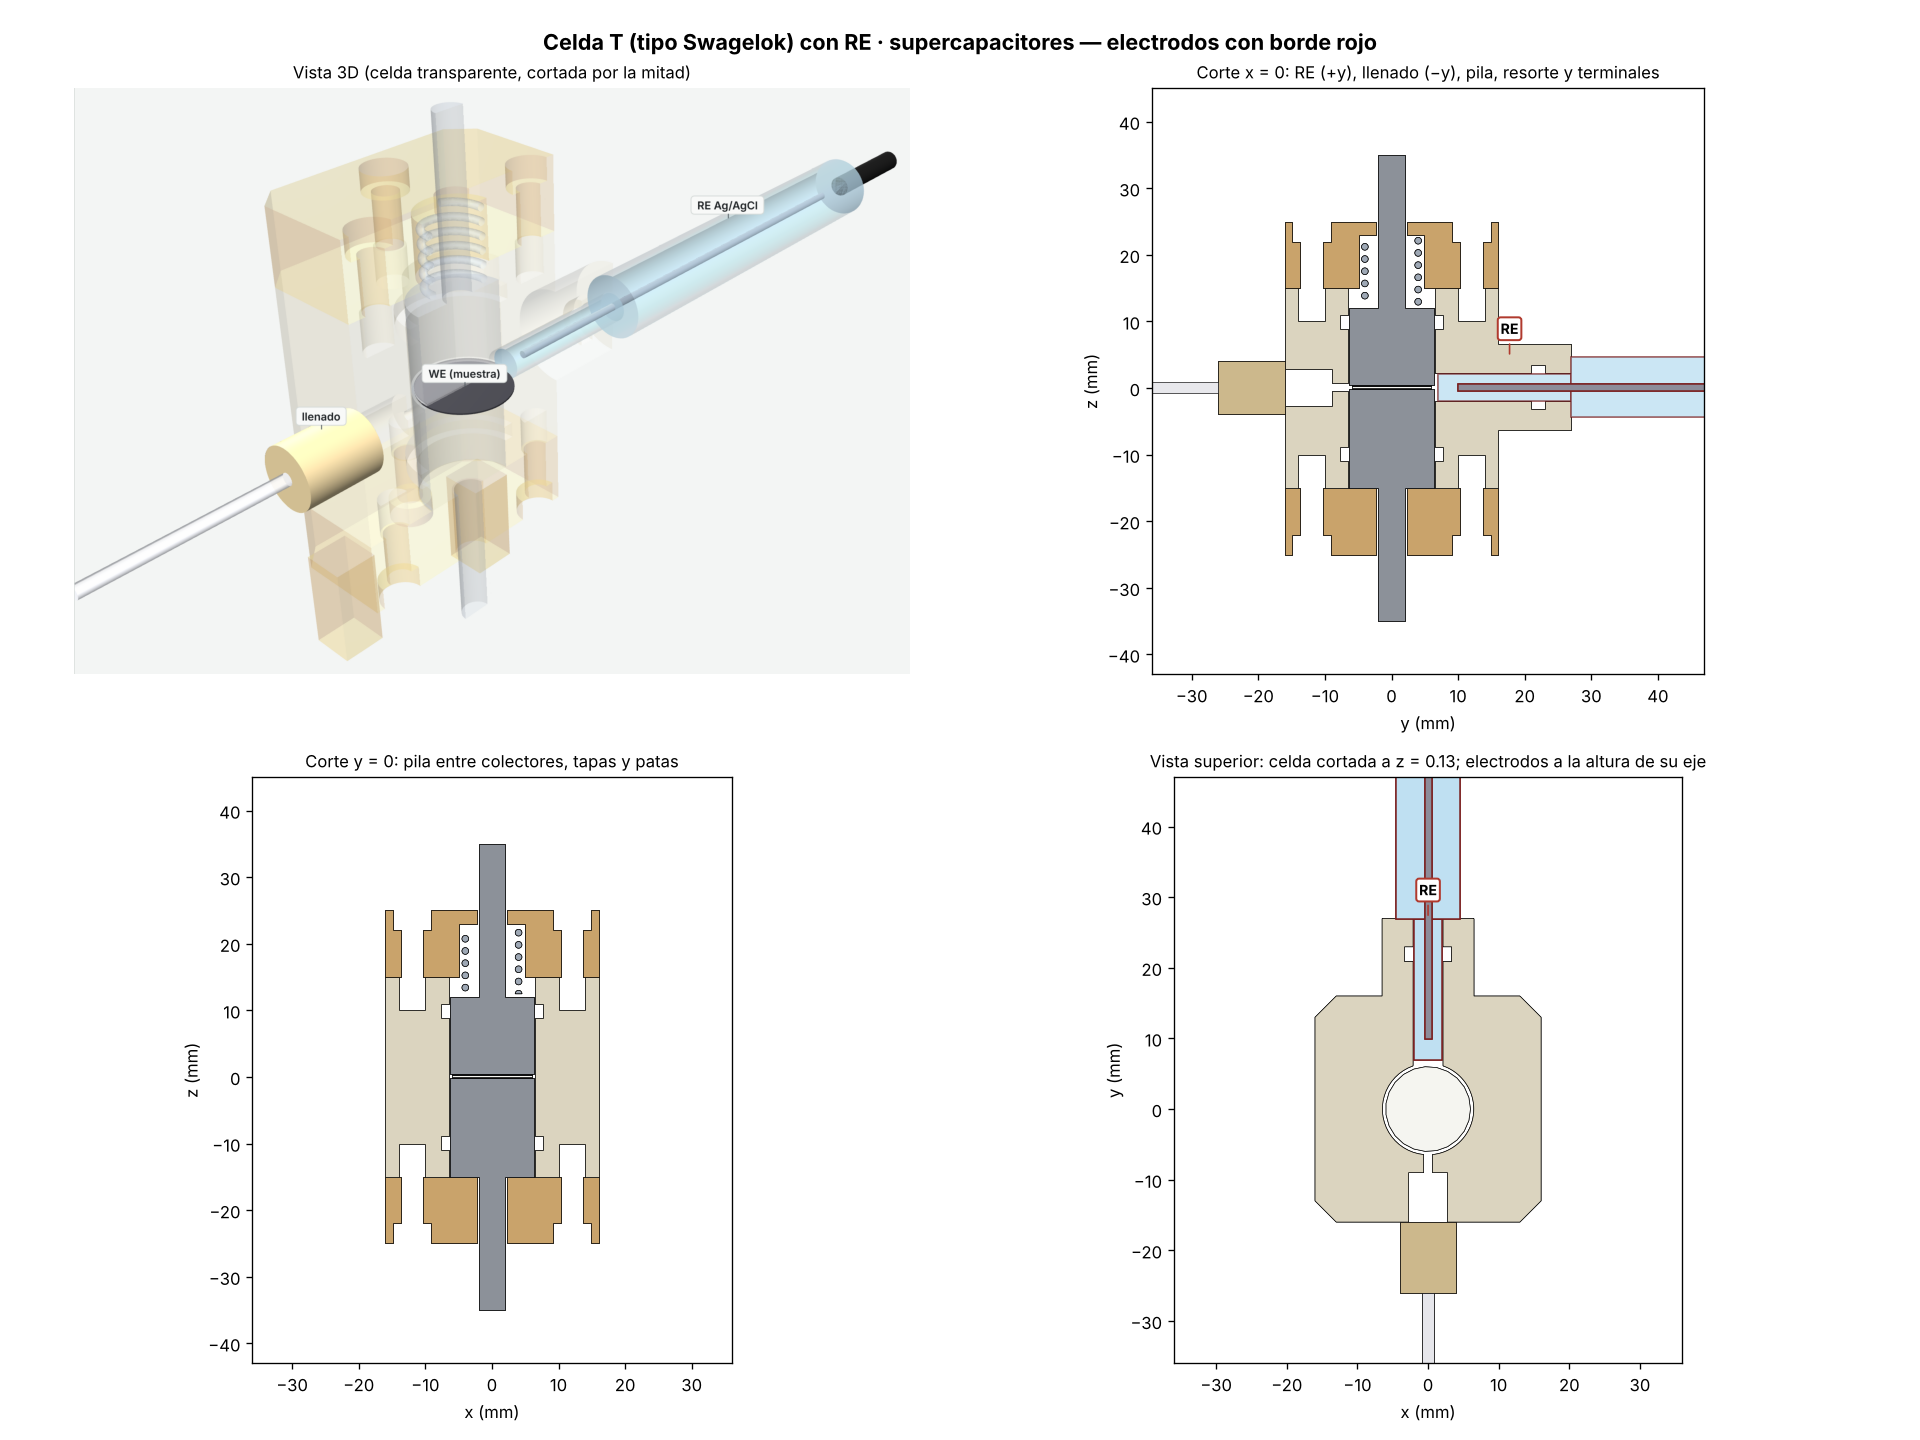 Celda T (tipo Swagelok) con RE · supercapacitores — electrodos con borde rojo
Vista 3D (celda transparente, cortada por la mitad)
RE Ag/AgCl
WE (muestra)
llenado
Corte x = 0: RE (+y), llenado (−y), pila, resorte y terminales
40
30
20
10
0
−10
−20
−30
−40
z (mm)
RE
−30 −20 −10 0 10 20 30 40
y (mm)
Corte y = 0: pila entre colectores, tapas y patas
40
30
20
10
0
−10
−20
−30
−40
z (mm)
−30 −20 −10 0 10 20 30
x (mm)
Vista superior: celda cortada a z = 0.13; electrodos a la altura de su eje
40
30
20
10
0
−10
−20
−30
y (mm)
RE
−30 −20 −10 0 10 20 30
x (mm)